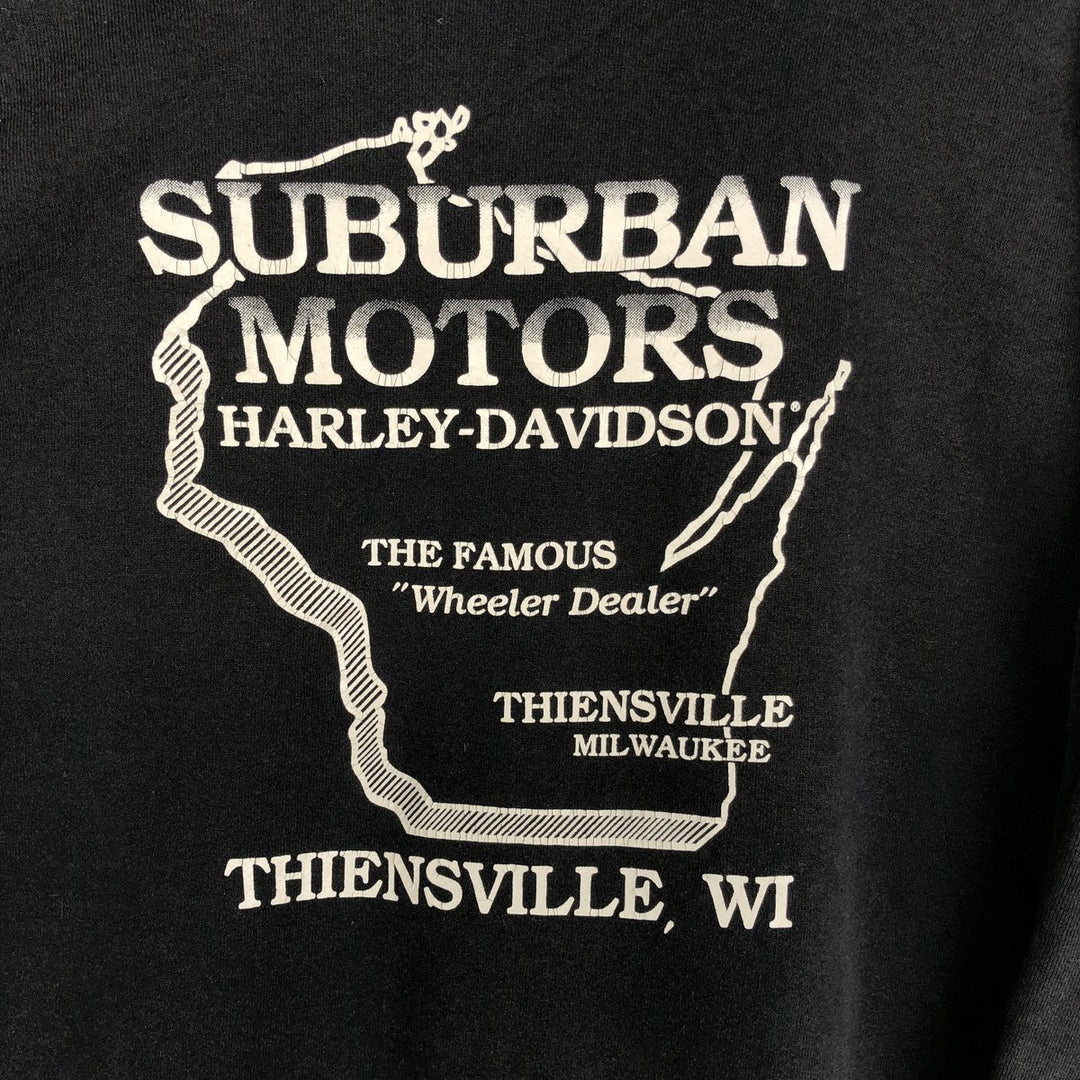 SUBURBAN
MOTORS
HARLEY-DAVIDSON®
THE FAMOUS
"Wheeler Dealer"
THIENSVILLE
MILWAUKEE
THIENSVILLE, WI